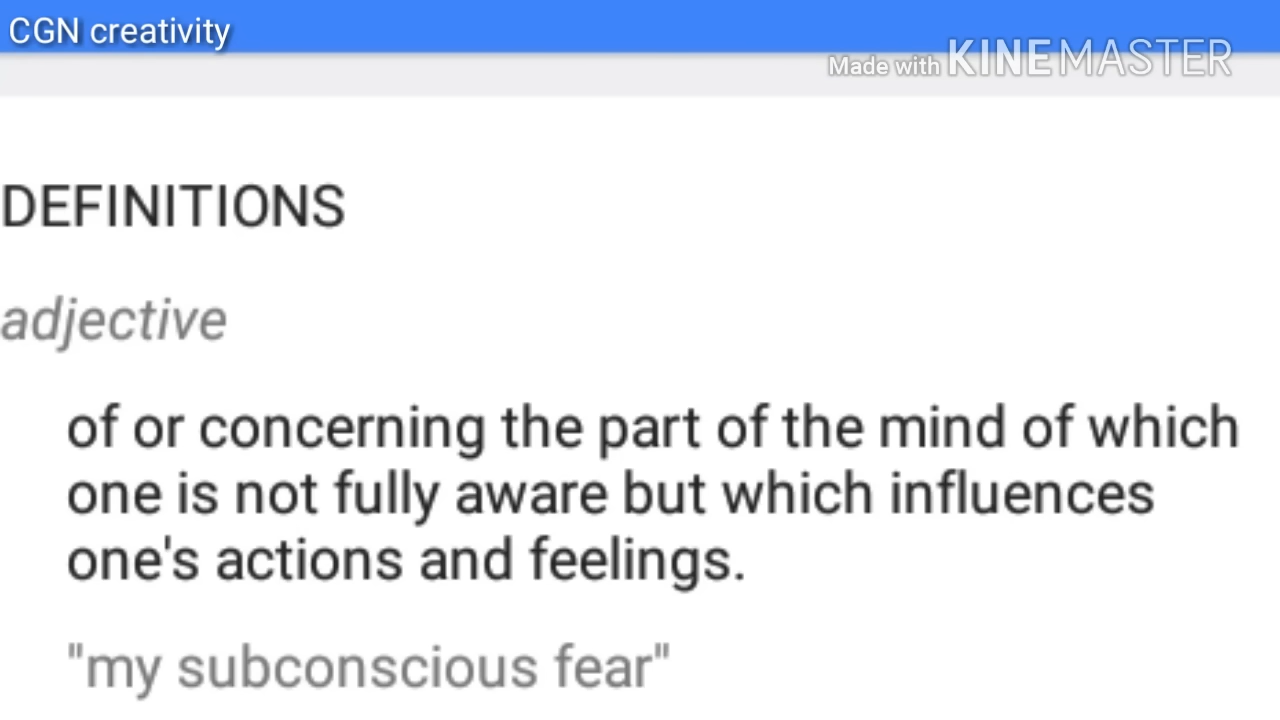 CGN creativity
Made with KINEMASTER
DEFINITIONS
adjective
of or concerning the part of the mind of which
one is not fully aware but which influences
one's actions and feelings.
"my subconscious fear"